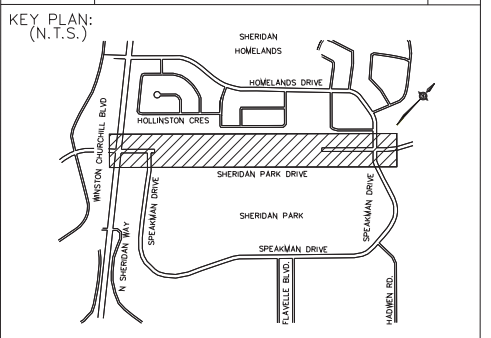 KEY PLAN:
(N.T.S.)
SHERIDAN
HOMELANDS
HOMELANDS DRIVE
HOLLINSTON CRES
WINSTON CHURCHILL BLVD
SHERIDAN PARK DRIVE
SPEAKMAN DRIVE
SPEAKMAN DRIVE
SHERIDAN PARK
N SHERIDAN WAY
SPEAKMAN DRIVE
FLAVELLE BLVD.
HADWEN RD.